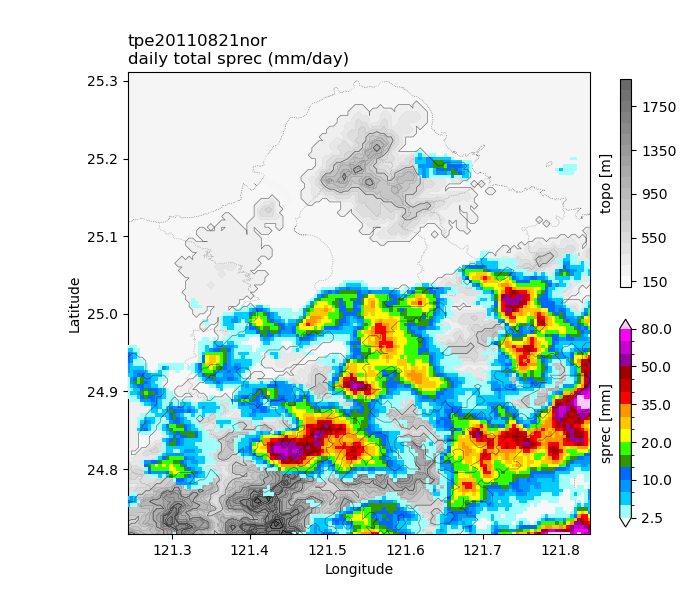 tpe20110821nor
daily total sprec (mm/day)
25.3
25.2
25.1
25.0
24.9
24.8
Latitude
121.3 121.4 121.5 121.6 121.7 121.8
Longitude
1750
1350
950
550
150
topo [m]
80.0
50.0
35.0
20.0
10.0
2.5
sprec [mm]